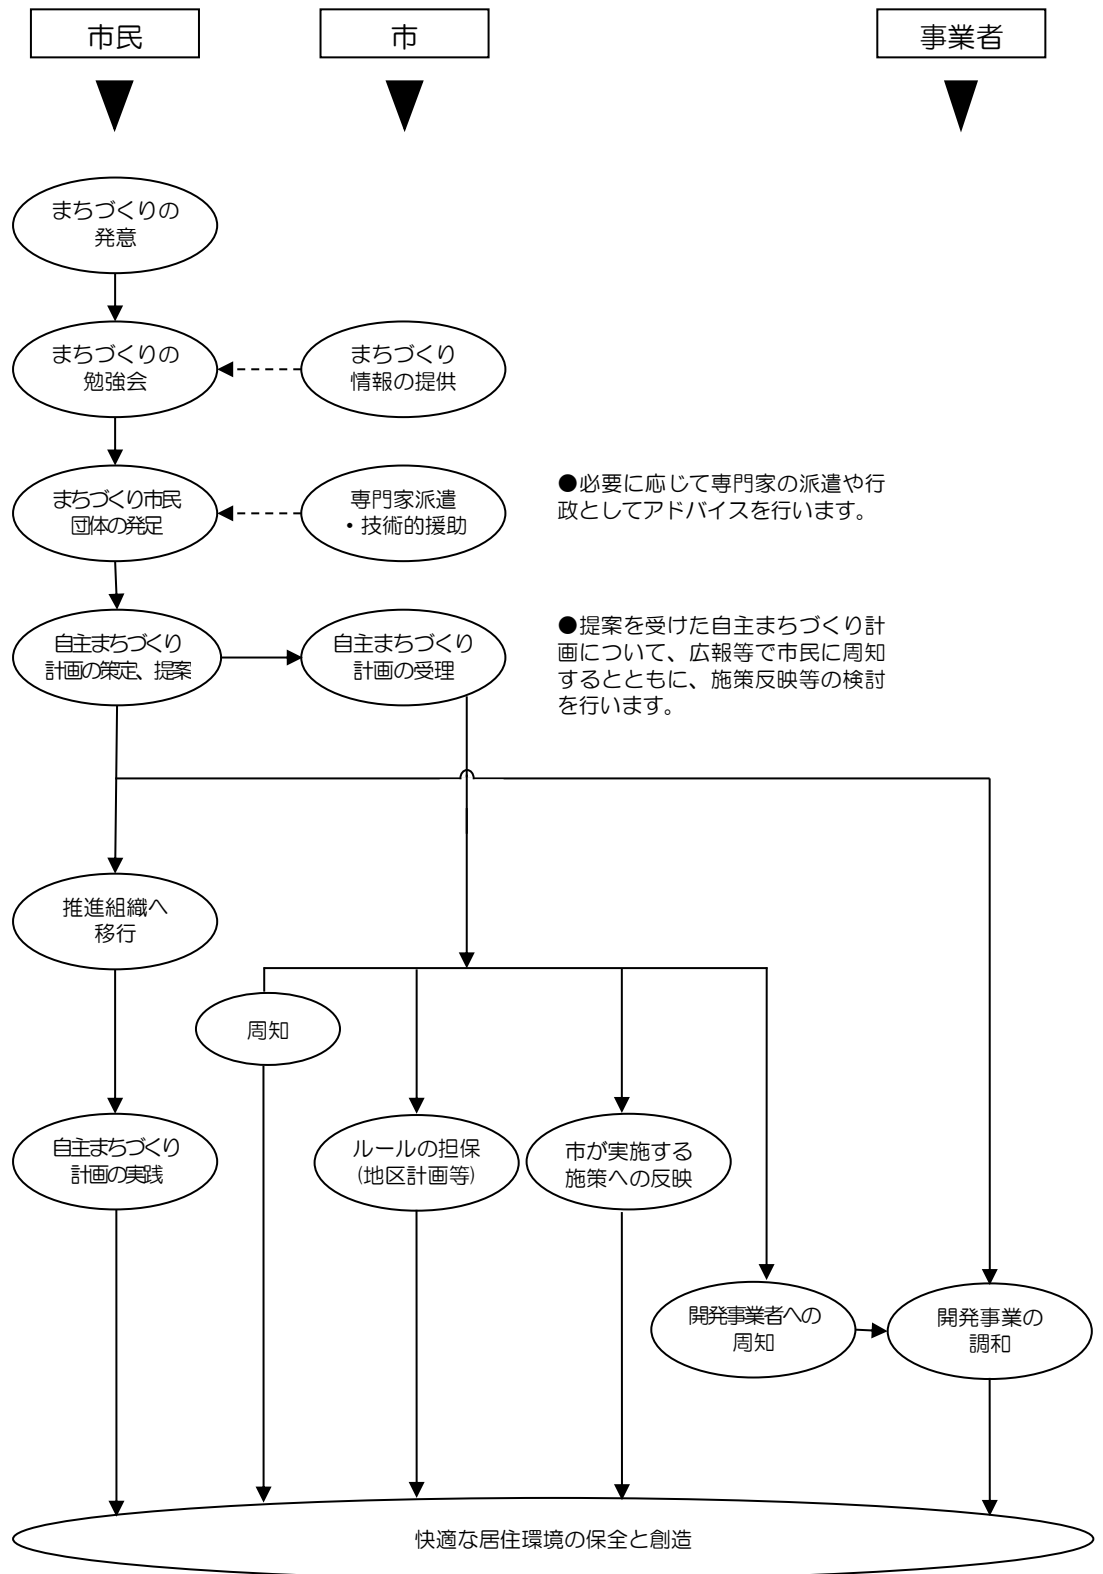 市民
市
事業者
まちづくりの
発意
まちづくりの
勉強会
まちづくり
情報の提供
まちづくり市民
団体の発足
専門家派遣
・技術的援助
●必要に応じて専門家の派遣や行
政としてアドバイスを行います。
自主まちづくり
計画の策定、提案
自主まちづくり
計画の受理
●提案を受けた自主まちづくり計
画について、広報等で市民に周知
するとともに、施策反映等の検討
を行います。
推進組織へ
移行
周知
自主まちづくり
計画の実践
ルールの担保
(地区計画等)
市が実施する
施策への反映
開発事業者への
周知
開発事業の
調和
快適な居住環境の保全と創造